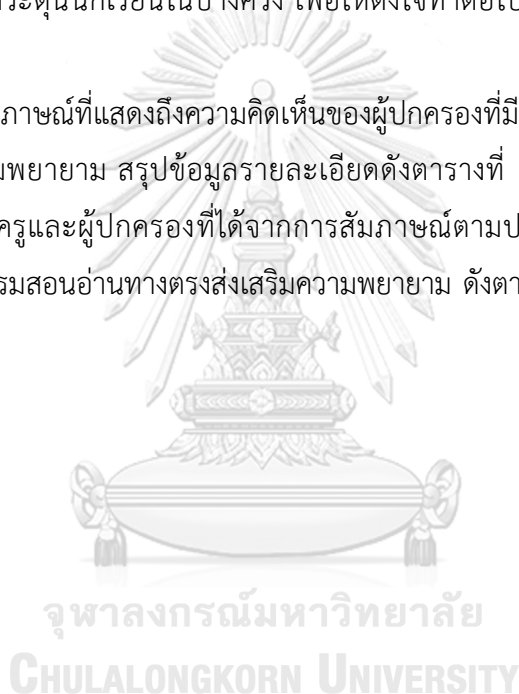 ระตุ้นนักเรียนในบางครั้ง เพื่อให้ตั้งใจทำต่อไป
ภาษณ์ที่แสดงถึงความคิดเห็นของผู้ปกครองที่มี
มพยายาม สรุปข้อมูลรายละเอียดดังตารางที่
ครูและผู้ปกครองที่ได้จากการสัมภาษณ์ตามป
รมสอนอ่านทางตรงส่งเสริมความพยายาม ดังตา
จุฬาลงกรณ์มหาวิทยาลัย
CHULALONGKORN UNIVERSITY